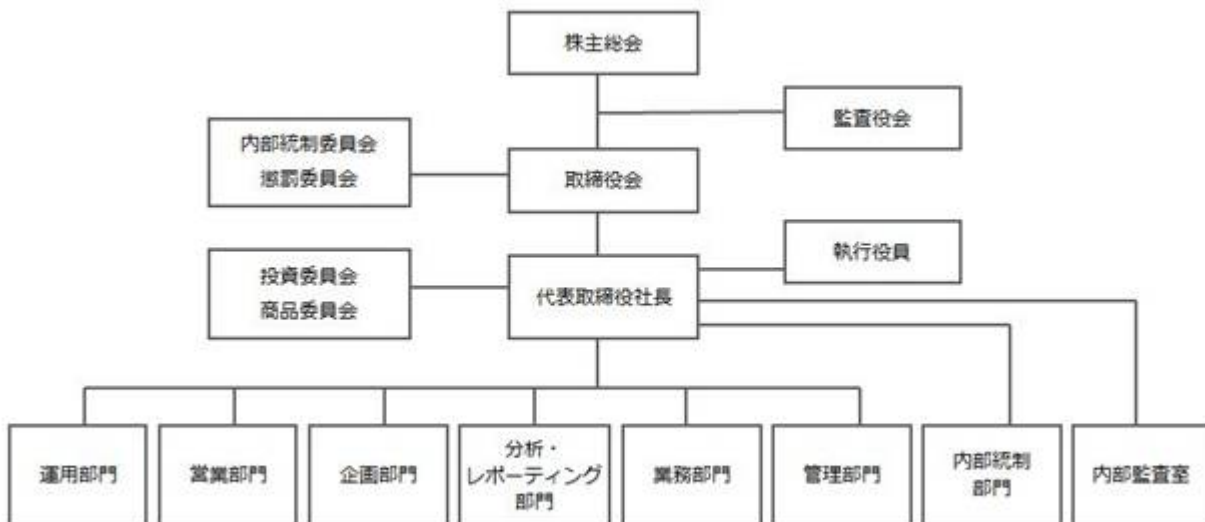 株主総会
監査役会
内部統制委員会
懲罰委員会
取締役会
執行役員
投資委員会
商品委員会
代表取締役社長
運用部門
営業部門
企画部門
分析・
レポーティング
部門
業務部門
管理部門
内部統制
部門
内部監査室